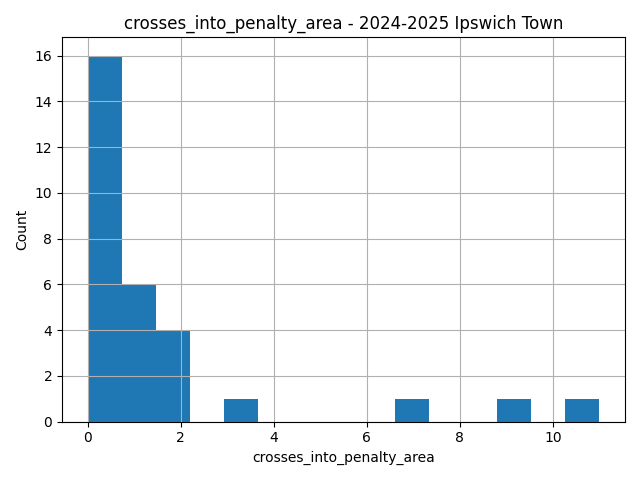 crosses_into_penalty_area - 2024-2025 Ipswich Town
16
14
12
10
8
6
4
2
0
Count
0 2 4 6 8 10
crosses_into_penalty_area